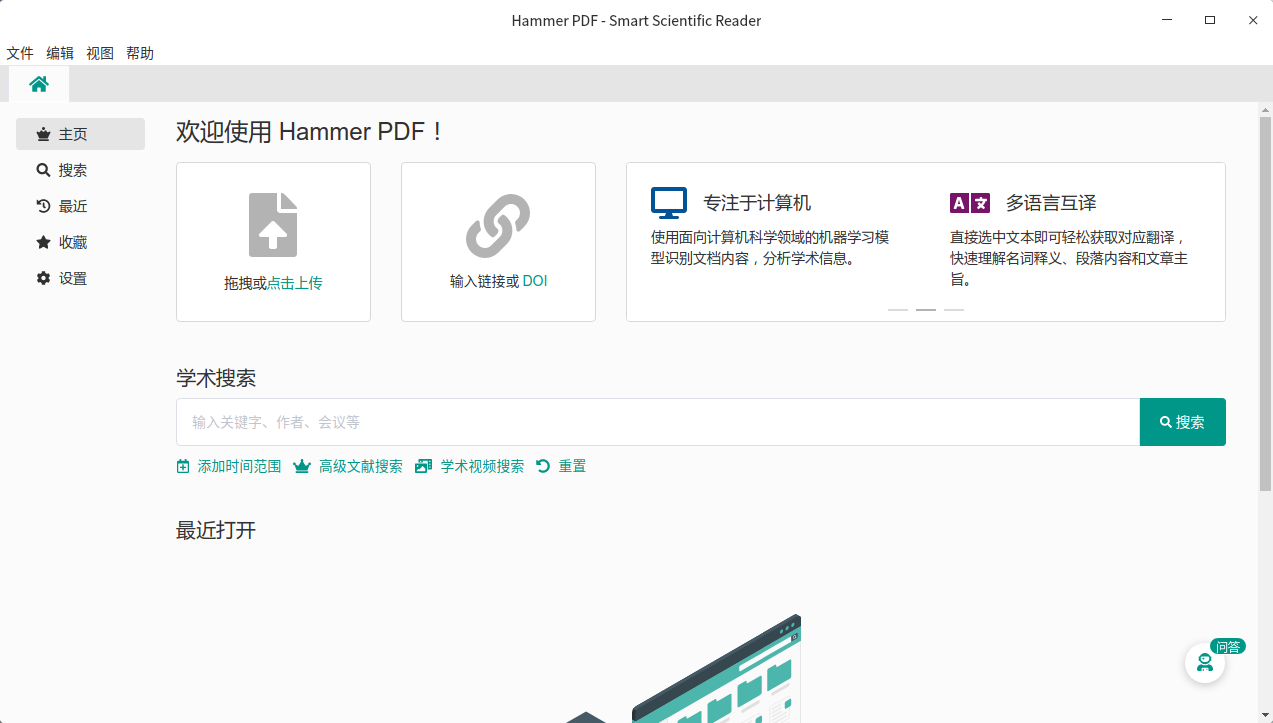 Hammer PDF - Smart Scientific Reader
文件 编辑 视图 帮助
主页
搜索
最近
收藏
设置
欢迎使用 Hammer PDF！
拖拽或点击上传
输入链接或 DOI
专注于计算机
使用面向计算机科学领域的机器学习模
型识别文档内容，分析学术信息。
多语言互译
直接选中文本即可轻松获取对应翻译，
快速理解名词释义、段落内容和文章主
旨。
学术搜索
输入关键字、作者、会议等
搜索
添加时间范围 高级文献搜索 学术视频搜索 重置
最近打开
问答